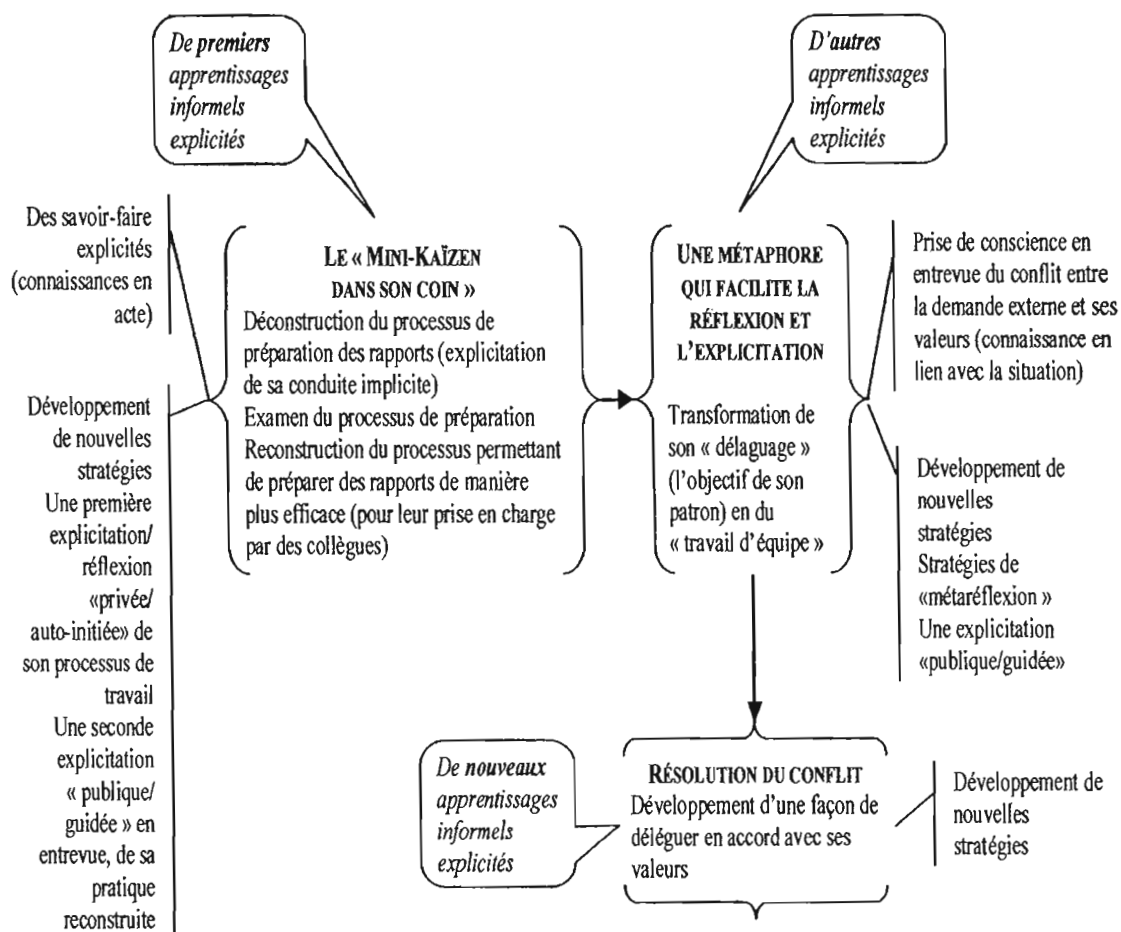 De premiers
apprentissages
informels
explicités
D'autres
apprentissages
informels
explicités
Des savoir-faire
explicités
(connaissances en
acte)
Développement
de nouvelles
stratégies
Une première
explicitation/
réflexion
«privée/
auto-initiée» de
son processus de
travail
Une seconde
explicitation
« publique/
guidée » en
entrevue, de sa
pratique
reconstruite
LE « MINI-KAÏZEN
DANS SON COIN »
Déconstruction du processus de
préparation des rapports (explicitation
de sa conduite implicite)
Examen du processus de préparation
Reconstruction du processus permettant
de préparer des rapports de manière
plus efficace (pour leur prise en charge
par des collègues)
UNE MÉTAPHORE
QUI FACILITE LA
RÉFLEXION ET
L'EXPLICITATION
Transformation de
son « délaguage »
(l'objectif de son
patron) en du
« travail d'équipe »
Prise de conscience en
entrevue du conflit entre
la demande externe et ses
valeurs (connaissance en
lien avec la situation)
Développement de
nouvelles
stratégies
Stratégies de
«métaréflexion »
Une explicitation
«publique/guidée»
De nouveaux
apprentissages
informels
explicités
RÉSOLUTION DU CONFLIT
Développement d'une façon de
déléguer en accord avec ses
valeurs
Développement de
nouvelles
stratégies